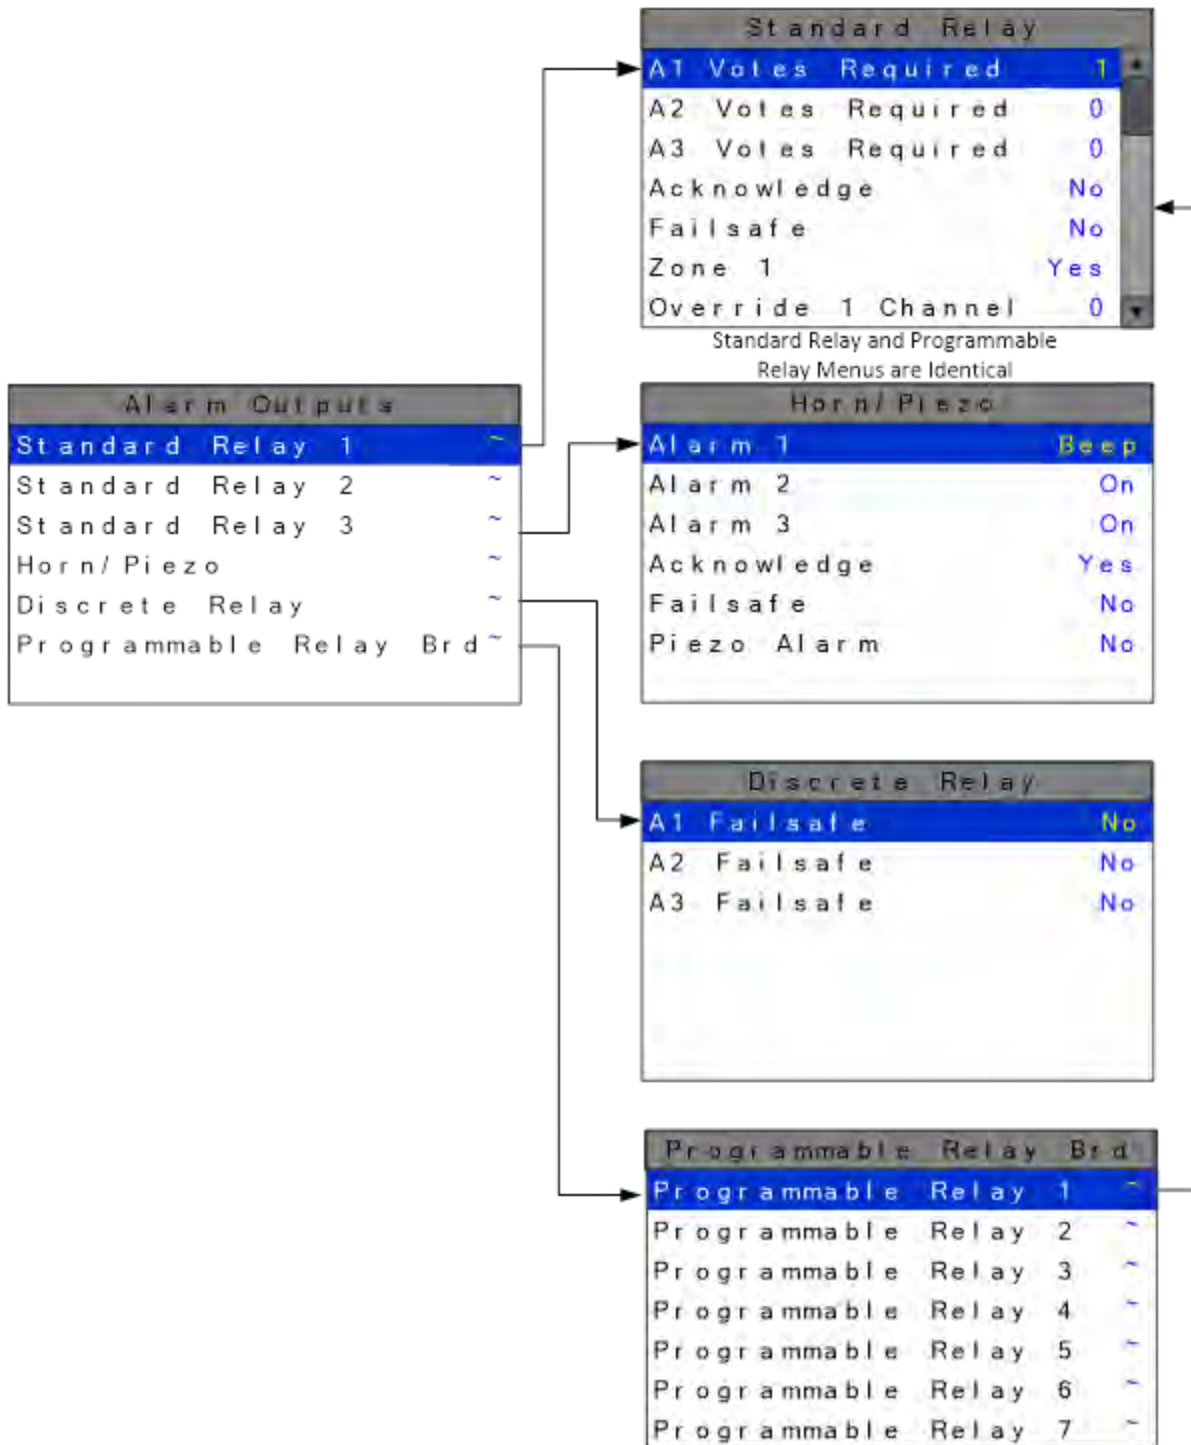 Standard Relay
A1 Votes Required 1
A2 Votes Required 0
A3 Votes Required 0
Acknowledge No
Failsafe No
Zone 1 Yes
Override 1 Channel 0
Standard Relay and Programmable
Relay Menus are Identical
Alarm Outputs
Standard Relay 1 ~
Standard Relay 2 ~
Standard Relay 3 ~
Horn/Piezo ~
Discrete Relay ~
Programmable Relay Brd ~
Horn/Piezo
Alarm 1 Beep
Alarm 2 On
Alarm 3 On
Acknowledge Yes
Failsafe No
Piezo Alarm No
Discrete Relay
A1 Failsafe No
A2 Failsafe No
A3 Failsafe No
Programmable Relay Brd
Programmable Relay 1 ~
Programmable Relay 2 ~
Programmable Relay 3 ~
Programmable Relay 4 ~
Programmable Relay 5 ~
Programmable Relay 6 ~
Programmable Relay 7 ~